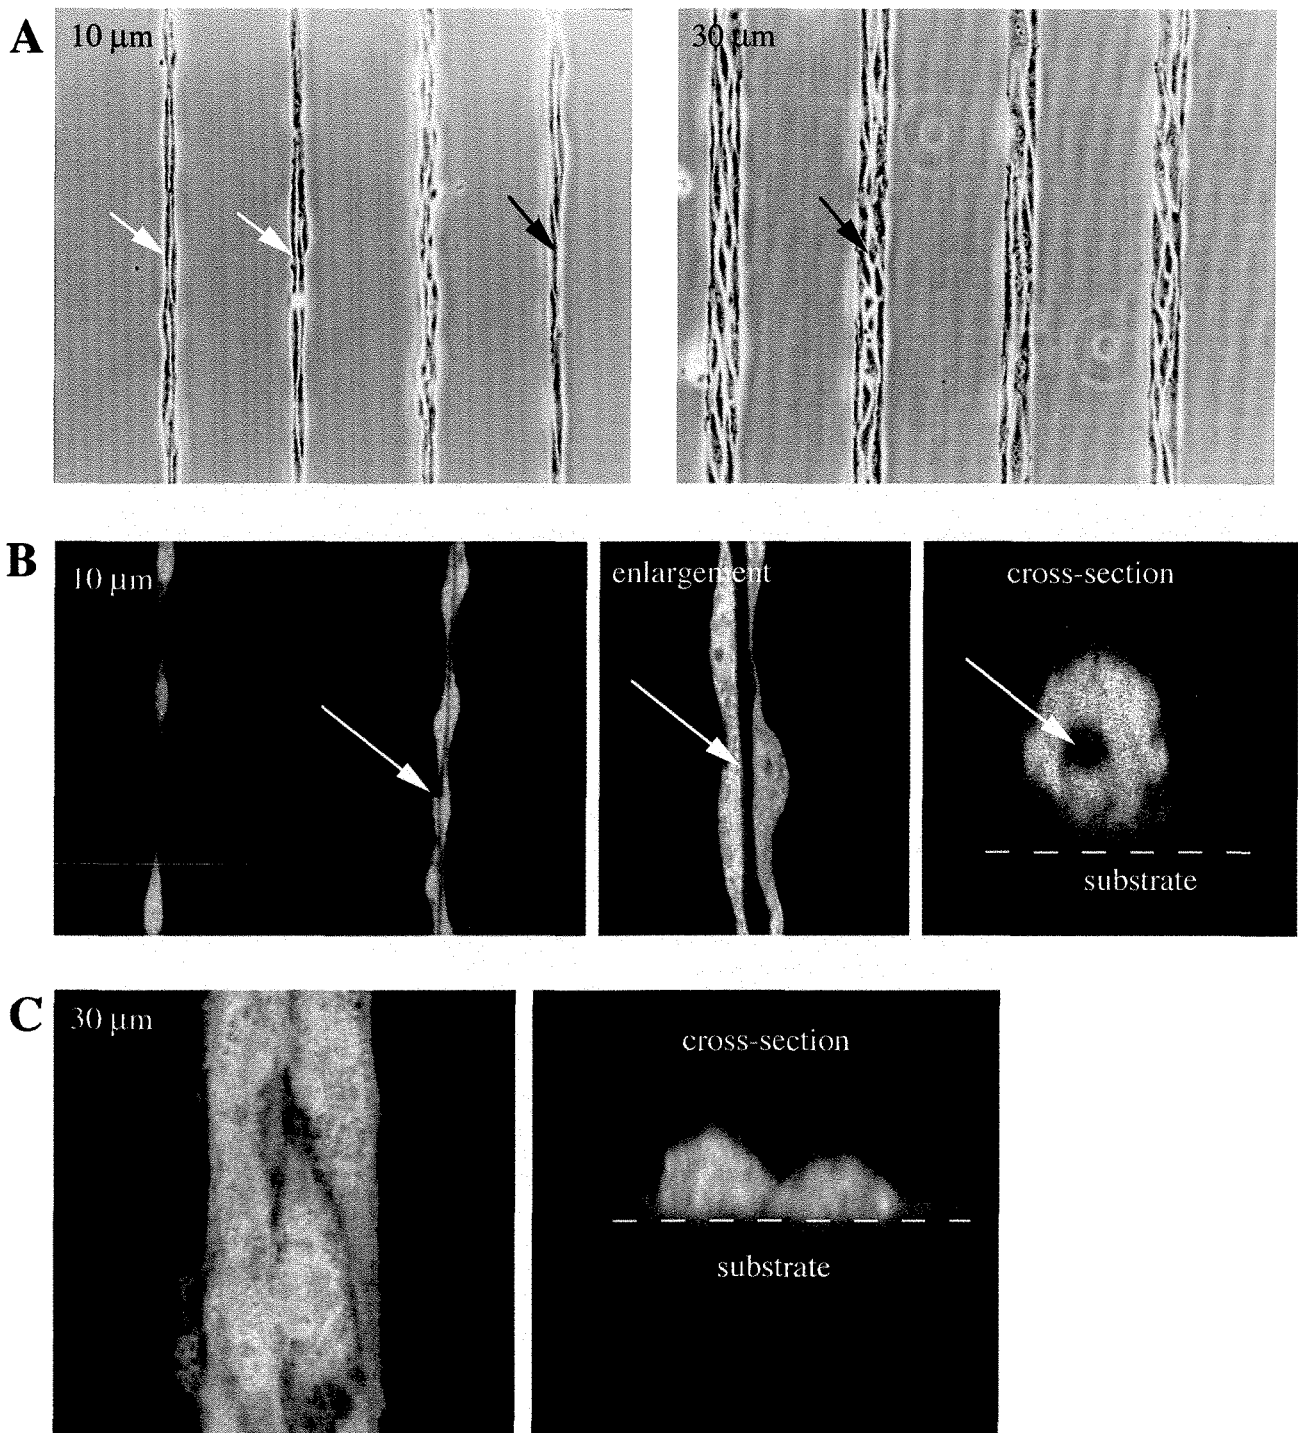 A
10 µm
30 µm
B
10 µm
enlargement
cross-section
substrate
C
30 µm
cross-section
substrate